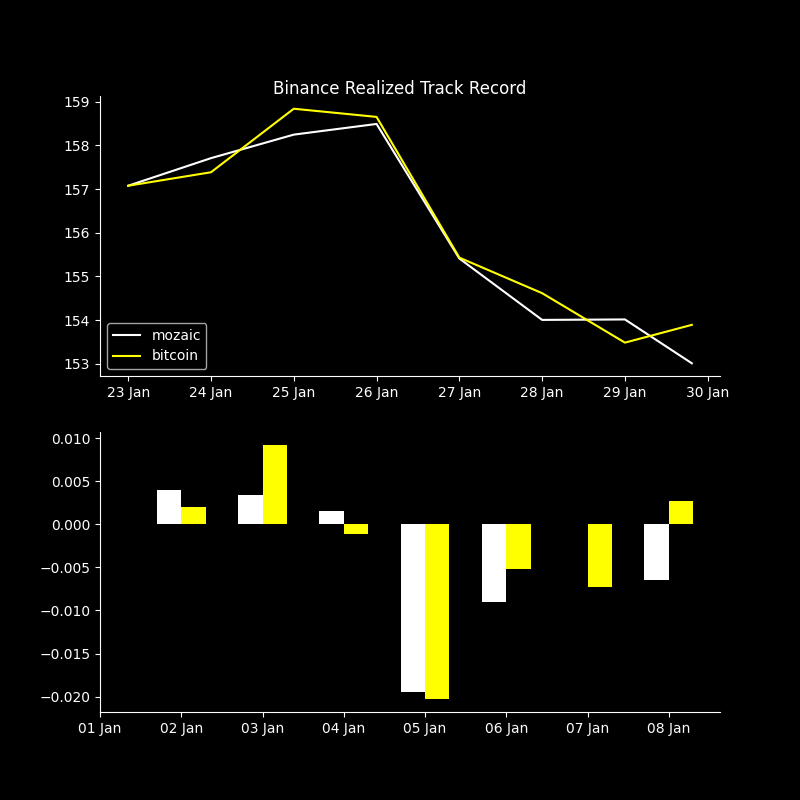 Binance Realized Track Record
159
158
157
156
155
154
153
mozaic
bitcoin
23 Jan 24 Jan 25 Jan 26 Jan 27 Jan 28 Jan 29 Jan 30 Jan
0.010
0.005
0.000
−0.005
−0.010
−0.015
−0.020
01 Jan 02 Jan 03 Jan 04 Jan 05 Jan 06 Jan 07 Jan 08 Jan